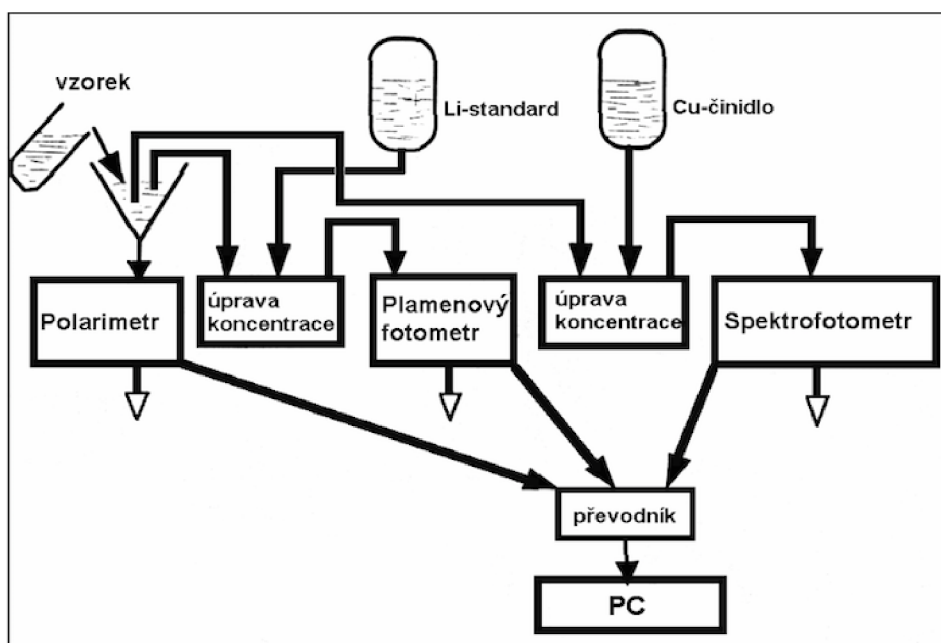 vzorek
Li-standard
Cu-činidlo
Polarimetr
úprava
koncentrace
Plamenový
fotometr
úprava
koncentrace
Spektrofotometr
převodník
PC